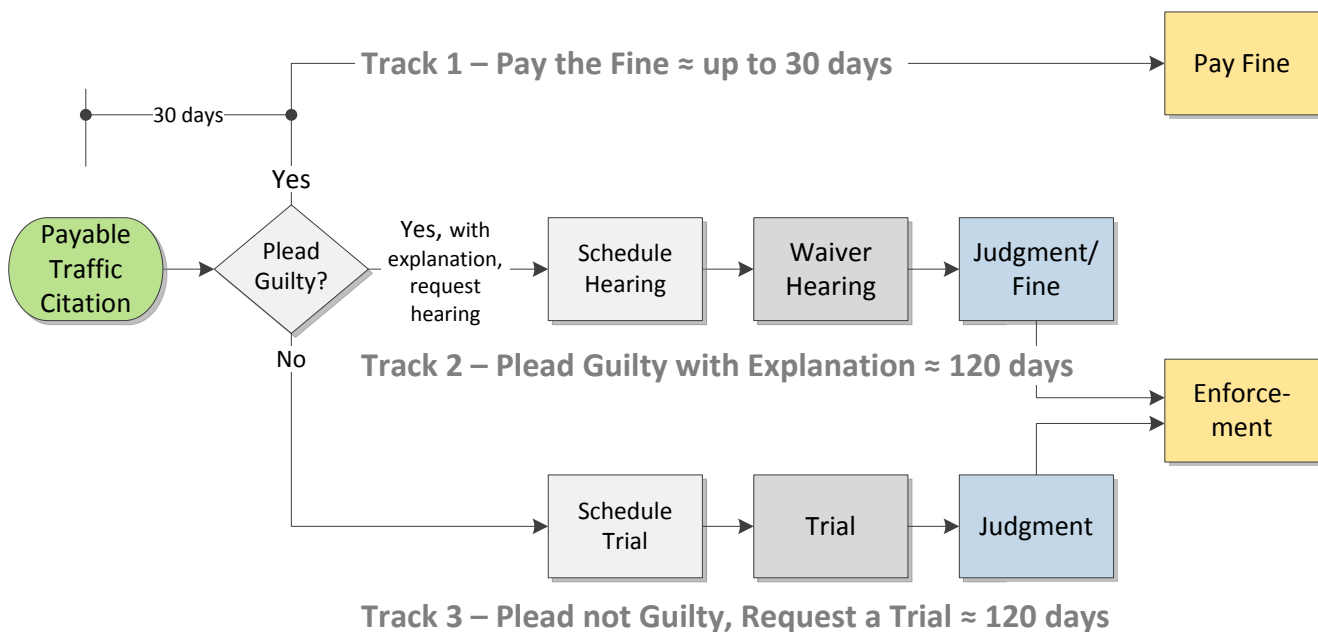 Track 1 – Pay the Fine ≈ up to 30 days
Pay Fine
30 days
Yes
Payable
Traffic
Citation
Plead
Guilty?
Yes, with
explanation,
request
hearing
Schedule
Hearing
Waiver
Hearing
Judgment/
Fine
No
Track 2 – Plead Guilty with Explanation ≈ 120 days
Enforce-
ment
Schedule
Trial
Trial
Judgment
Track 3 – Plead not Guilty, Request a Trial ≈ 120 days